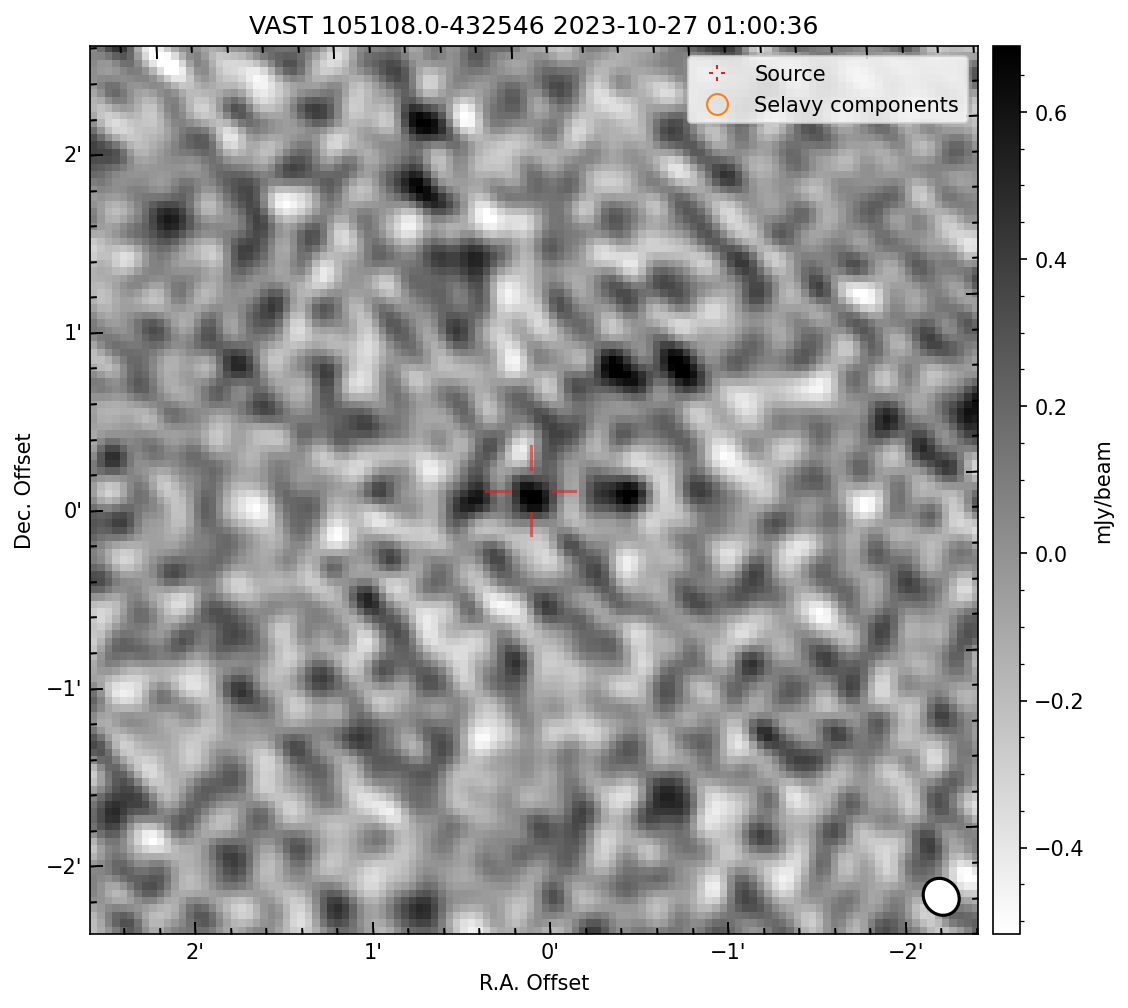 VAST 105108.0-432546 2023-10-27 01:00:36
Source
Selavy components
2'
1'
0'
−1'
−2'
Dec. Offset
2'
1'
0'
−1'
−2'
R.A. Offset
0.6
0.4
0.2
0.0
−0.2
−0.4
mJy/beam